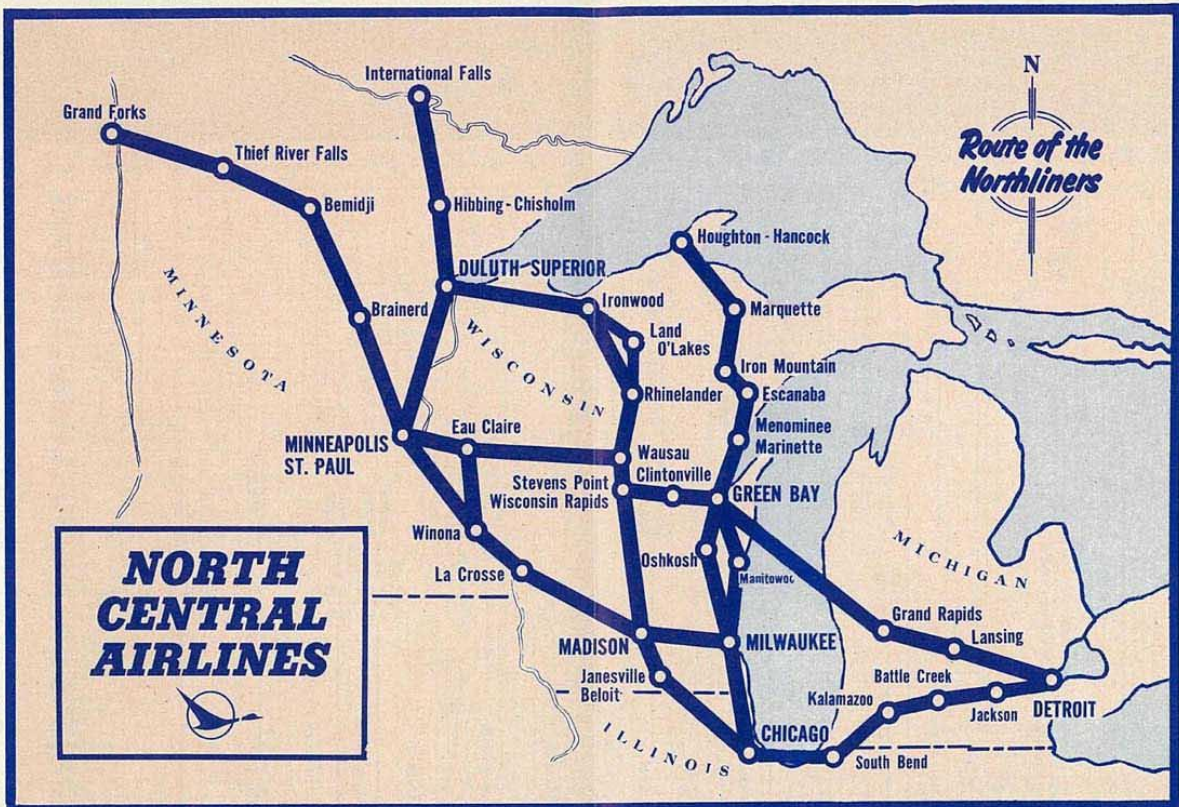 International Falls
Grand Forks
N
Route of the
Northliners
Thief River Falls
Bemidji
Hibbing-Chisholm
Houghton-Hancock
DULUTH SUPERIOR
MINNESOTA
Brainerd
WISCONSIN
Ironwood
Marquette
Land
O'Lakes
Iron Mountain
Rhinelander
Escanaba
Eau Claire
Menominee
Marinette
MINNEAPOLIS
ST. PAUL
Wausau
Clintonville
Stevens Point
Wisconsin Rapids
GREEN BAY
Winona
MICHIGAN
Oshkosh
Manitowoc
La Crosse
NORTH
CENTRAL
AIRLINES
Grand Rapids
Lansing
MADISON
MILWAUKEE
Janesville
Beloit
Battle Creek
Kalamazoo
Jackson
DETROIT
ILLINOIS
CHICAGO
South Bend